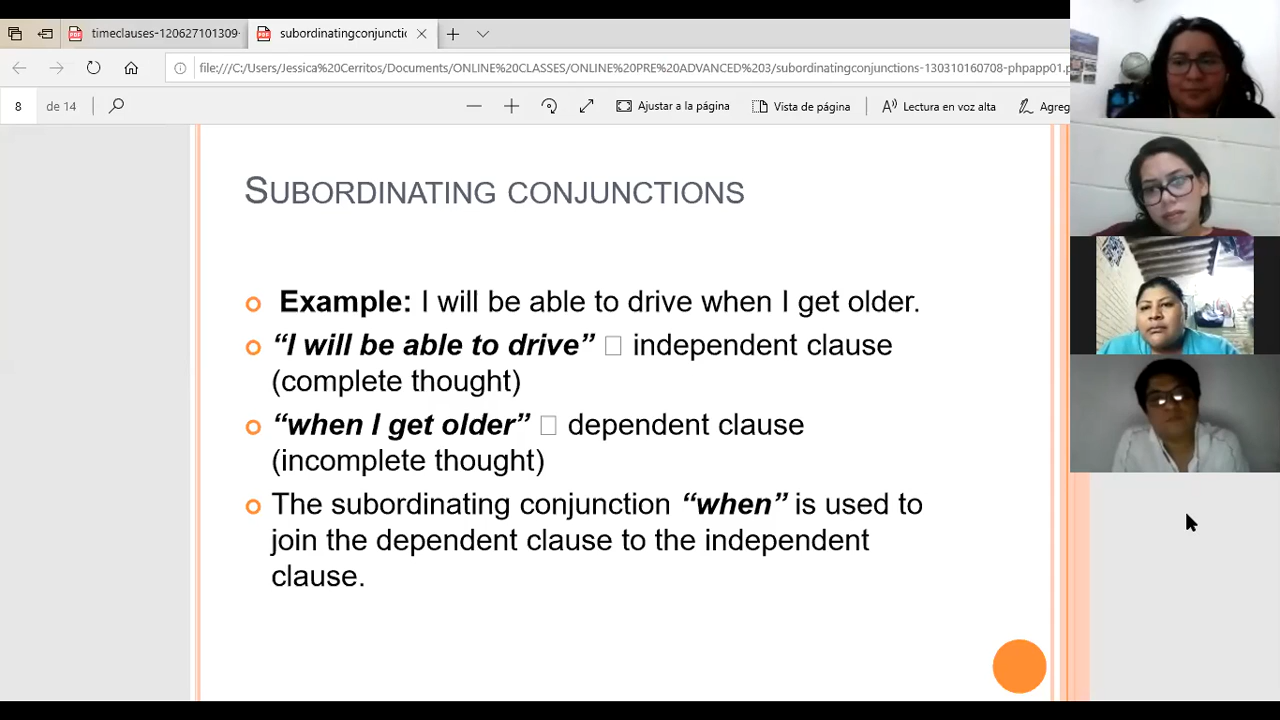 timeclauses-120627101309-
subordinatingconjunctic
file:///C:/Users/Jessica%20Cerritos/Documents/ONLINE%20CLASSES/ONLINE%20PRE%20ADVANCED%203/subordinatingconjunctions-130310160708-phpapp01.p
8 de 14 Ajustar a la página Vista de página Lectura en voz alta Agreg
SUBORDINATING CONJUNCTIONS
Example: I will be able to drive when I get older.
“I will be able to drive” □ independent clause
(complete thought)
“when I get older” □ dependent clause
(incomplete thought)
The subordinating conjunction “when” is used to
join the dependent clause to the independent
clause.